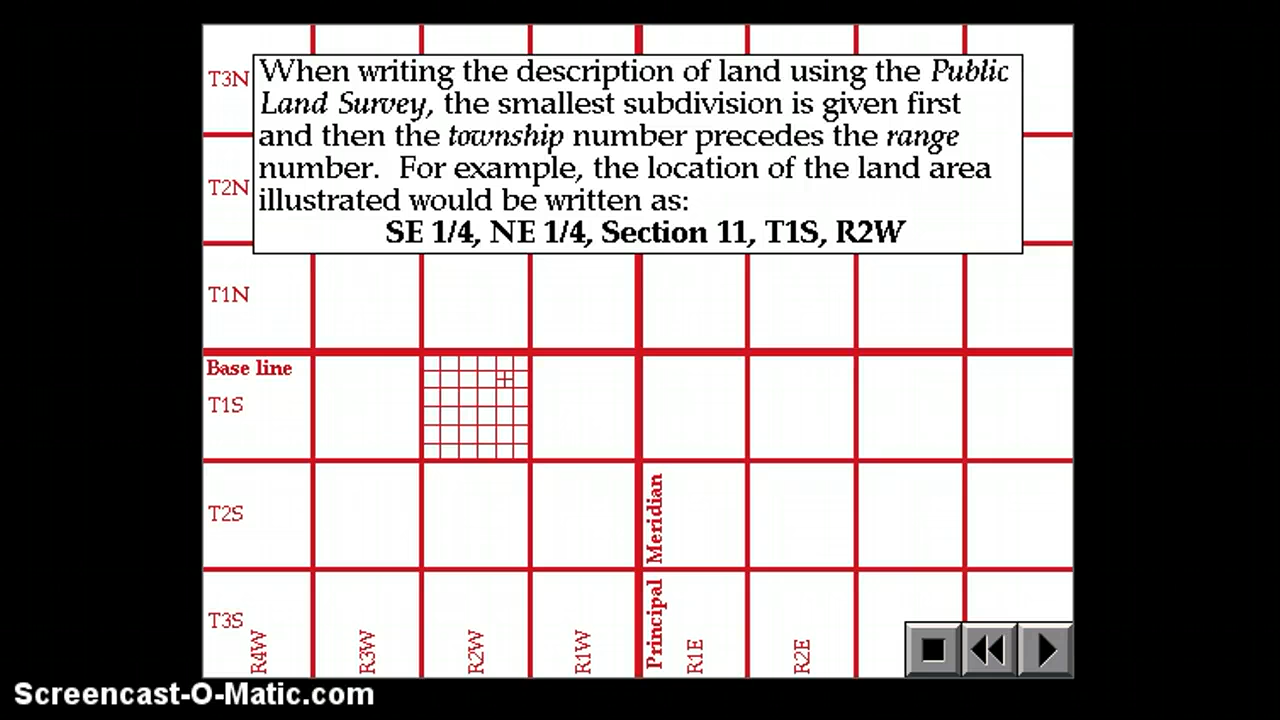 When writing the description of land using the Public
Land Survey, the smallest subdivision is given first
and then the township number precedes the range
number. For example, the location of the land area
illustrated would be written as:
SE 1/4, NE 1/4, Section 11, T1S, R2W
T3N
T2N
T1N
Base line
T1S
T2S
T3S
R4W
R3W
R2W
R1W
Principal Meridian
R1E
R2E
Screencast-O-Matic.com